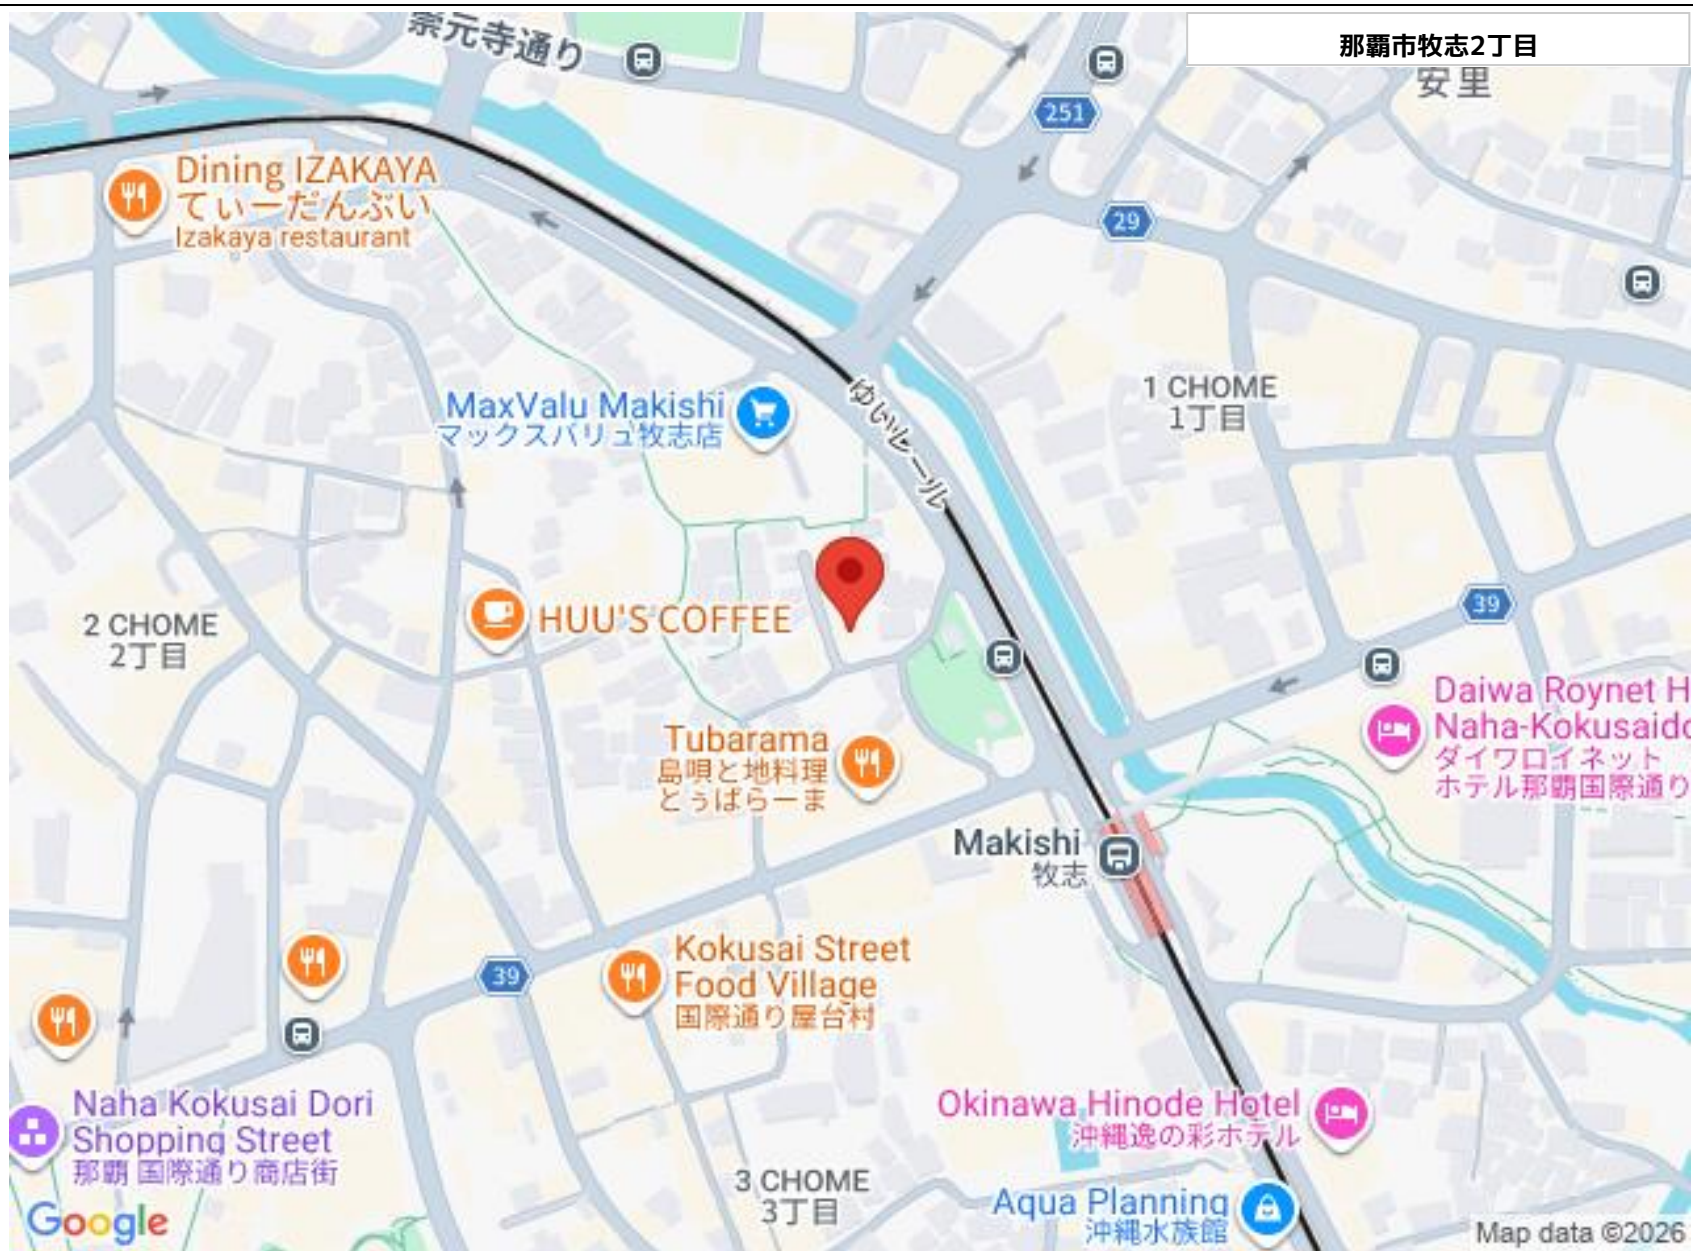 那覇市牧志2丁目
崇元寺通り
安里
251
Dining IZAKAYA
てぃーだんぶい
Izakaya restaurant
29
MaxValu Makishi
マックスバリュ牧志店
ゆいレール
1 CHOME
1丁目
HUU'S COFFEE
39
2 CHOME
2丁目
Daiwa Roynet H
Naha-Kokusaido
ダイワロイネット
ホテル那覇国際通り
Tubarama
島唄と地料理
とぅばらーま
Makishi
牧志
Kokusai Street
Food Village
国際通り屋台村
39
Naha Kokusai Dori
Shopping Street
那覇 国際通り商店街
Okinawa Hinode Hotel
沖縄逸の彩ホテル
3 CHOME
3丁目
Aqua Planning
沖縄水族館
Google
Map data ©2026